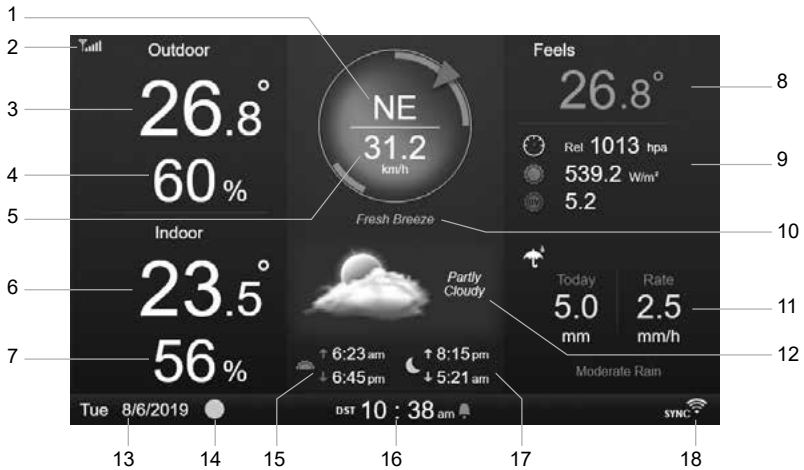 1
2
3
4
5
6
7
8
9
10
11
12
13
14
15
16
17
18
Outdoor
26.8°
60%
Indoor
23.5°
56%
NE
31.2
km/h
Fresh Breeze
Partly
Cloudy
↑ 6:23 am
↓ 6:45 pm
↑ 8:15 pm
↓ 5:21 am
Feels
26.8°
Rel 1013 hpa
539.2 W/m²
UV 5.2
Today
5.0
mm
Rate
2.5
mm/h
Moderate Rain
Tue 8/6/2019
DST 10 : 38 am
SYNC